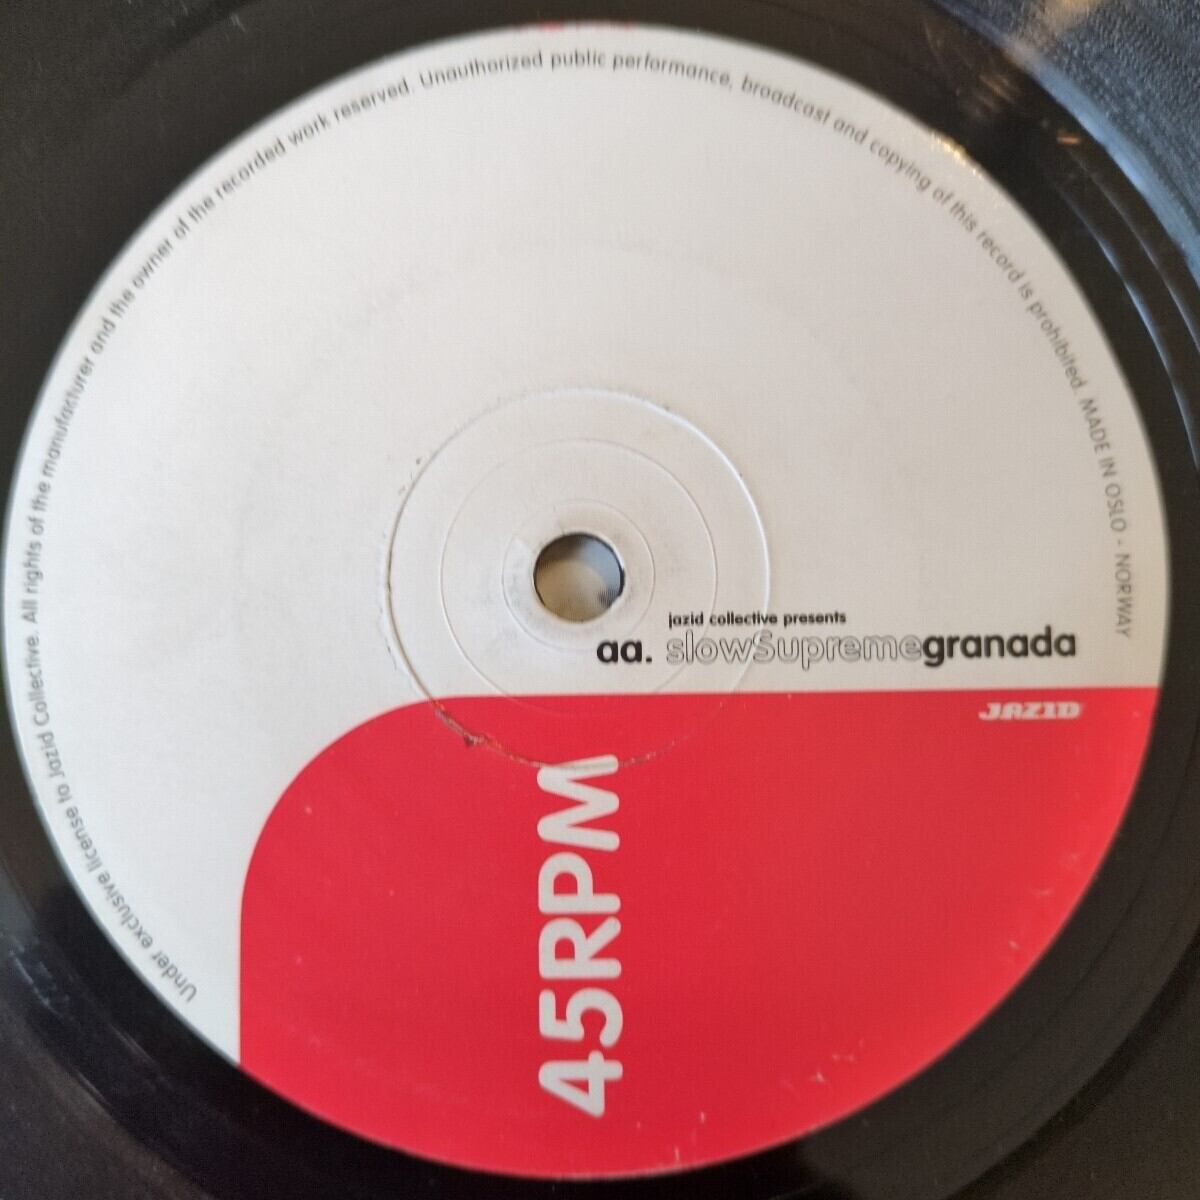 Under exclusive license to Jazid Collective. All rights of the manufacturer and the owner of the recorded work reserved. Unauthorized public performance, broadcast and copying of this record is prohibited. MADE IN OSLO - NORWAY
jazid collective presents
aa. slowSupremegranada
JAZID
45RPM